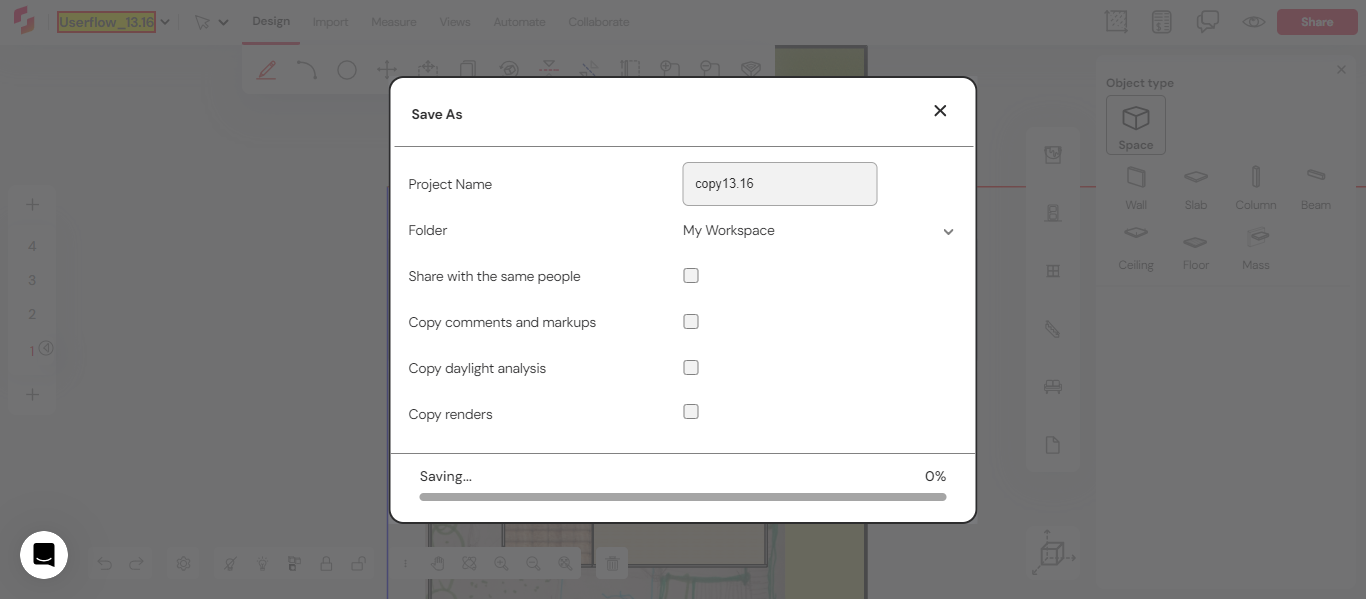 Userflow_13.16
Design
Import
Measure
Views
Automate
Collaborate
Share
Save As
Project Name
copy13.16
Folder
My Workspace
Share with the same people
Copy comments and markups
Copy daylight analysis
Copy renders
Saving...
0%
4
3
2
1
Object type
Space
Wall
Slab
Column
Beam
Ceiling
Floor
Mass